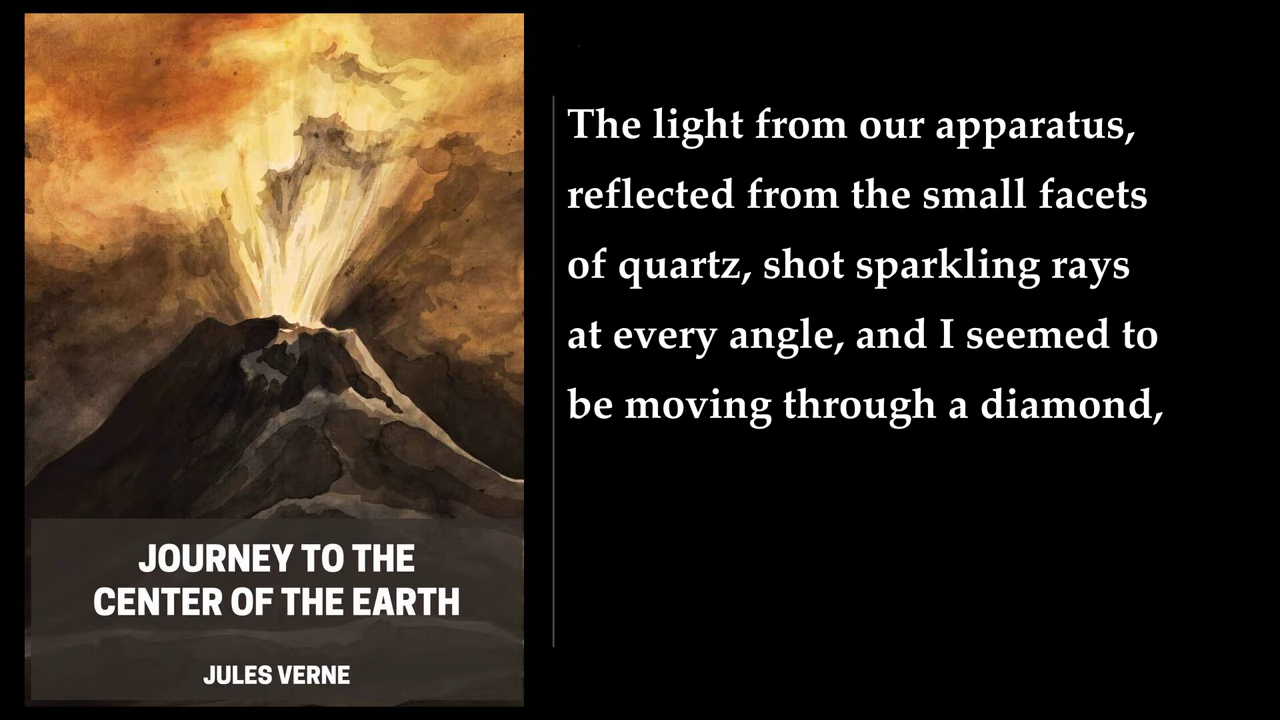 JOURNEY TO THE
CENTER OF THE EARTH
JULES VERNE
The light from our apparatus,
reflected from the small facets
of quartz, shot sparkling rays
at every angle, and I seemed to
be moving through a diamond,